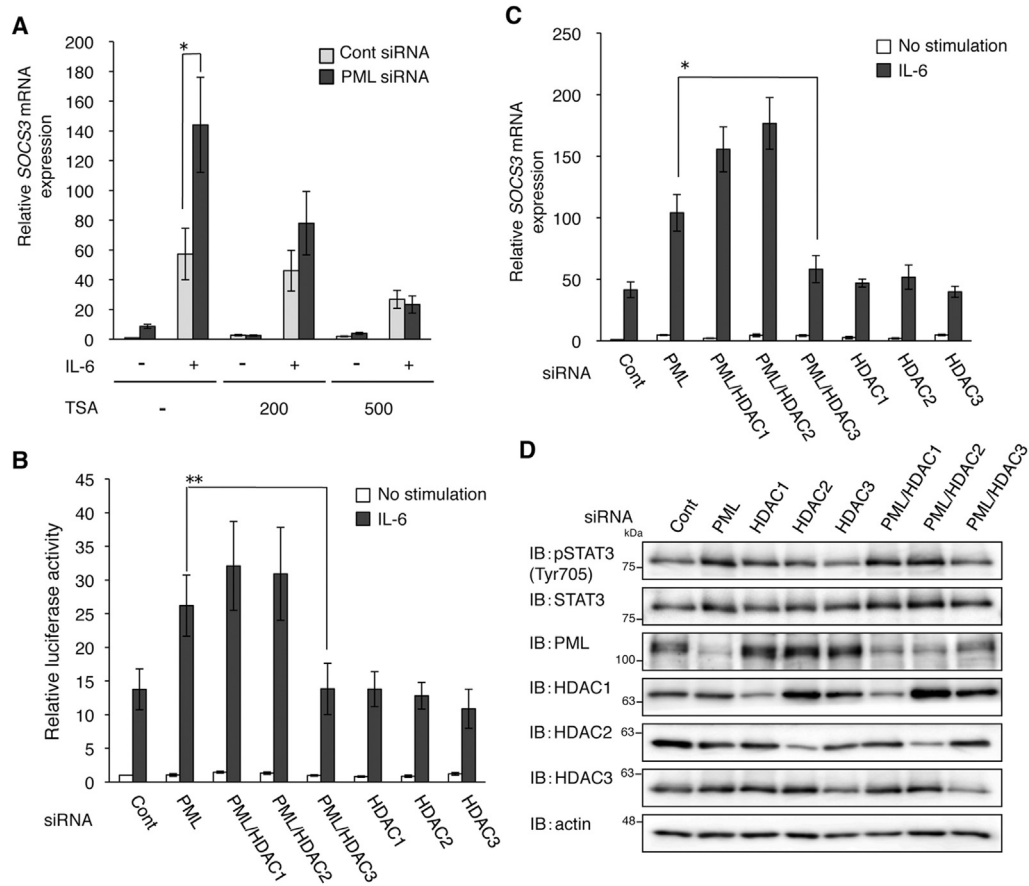 A
Relative SOCS3 mRNA
expression
200
180
160
140
120
100
80
60
40
20
0
*
Cont siRNA
PML siRNA
IL-6
- + - + - +
TSA
- 200 500
B
Relative luciferase activity
45
40
35
30
25
20
15
10
5
0
**
No stimulation
IL-6
siRNA
Cont
PML
PML/HDAC1
PML/HDAC2
PML/HDAC3
HDAC1
HDAC2
HDAC3
C
Relative SOCS3 mRNA
expression
250
200
150
100
50
0
*
No stimulation
IL-6
siRNA
Cont
PML
PML/HDAC1
PML/HDAC2
PML/HDAC3
HDAC1
HDAC2
HDAC3
D
siRNA
Cont
PML
HDAC1
HDAC2
HDAC3
PML/HDAC1
PML/HDAC2
PML/HDAC3
kDa
IB:pSTAT3
(Tyr705)
75
IB:STAT3
75
IB:PML
100
IB:HDAC1
63
IB:HDAC2
63
IB:HDAC3
63
IB:actin
48